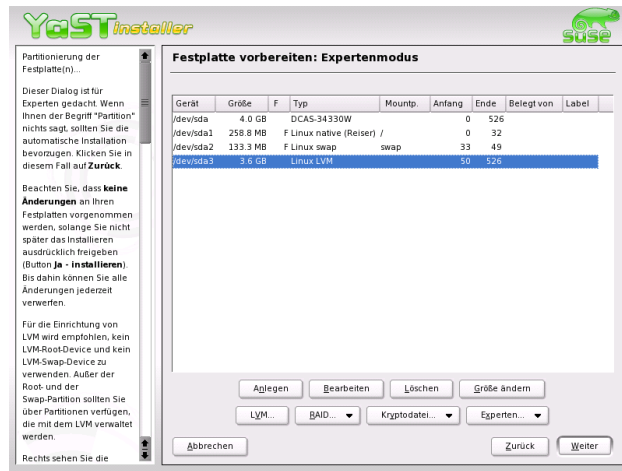 YaST Installer
SUSE
Partitionierung der
Festplatte(n)...
Dieser Dialog ist für
Experten gedacht. Wenn
Ihnen der Begriff "Partition"
nichts sagt, sollten Sie die
automatische Installation
bevorzugen. Klicken Sie in
diesem Fall auf Zurück.
Beachten Sie, dass keine
Änderungen an Ihren
Festplatten vorgenommen
werden, solange Sie nicht
später das Installieren
ausdrücklich freigeben
(Button Ja - installieren).
Bis dahin können Sie alle
Änderungen jederzeit
verwerfen.
Für die Einrichtung von
LVM wird empfohlen, kein
LVM-Root-Device und kein
LVM-Swap-Device zu
verwenden. Außer der
Root- und der
Swap-Partition sollten Sie
über Partitionen verfügen,
die mit dem LVM verwaltet
werden.
Rechts sehen Sie die
Festplatte vorbereiten: Expertenmodus
Gerät Größe F Typ Mountp. Anfang Ende Belegt von Label
/dev/sda 4.0 GB DCAS-34330W 0 526
/dev/sda1 258.8 MB F Linux native (Reiser) / 0 32
/dev/sda2 133.3 MB F Linux swap swap 33 49
/dev/sda3 3.6 GB Linux LVM 50 526
Anlegen Bearbeiten Löschen Größe ändern
LVM... RAID... Kryptodatei... Experten...
Abbrechen Zurück Weiter